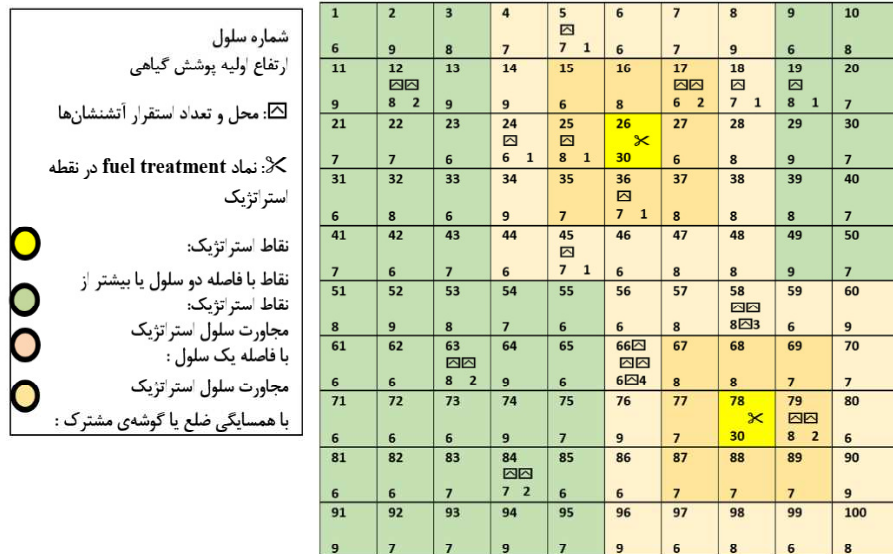 شماره سلول
ارتفاع اولیه پوشش گیاهی
محل و تعداد استقرار آتشنشان‌ها
نماد fuel treatment در نقطه
استراتژیک
نقاط استراتژیک:
نقاط با فاصله دو سلول یا بیشتر از
نقاط استراتژیک:
مجاورت سلول استراتژیک
با فاصله یک سلول :
مجاورت سلول استراتژیک
با همسایگی ضلع یا گوشه‌ی مشترک :
1 2 3 4 5 6 7 8 9 10
6 9 8 7 7 1 6 7 9 6 8
11 12 13 14 15 16 17 18 19 20
9 8 2 9 9 6 8 6 2 7 1 8 1 7
21 22 23 24 25 26 27 28 29 30
7 7 6 6 1 8 1 30 6 8 9 7
31 32 33 34 35 36 37 38 39 40
6 8 6 9 7 7 1 8 8 8 7
41 42 43 44 45 46 47 48 49 50
7 6 7 6 7 1 6 8 8 9 7
51 52 53 54 55 56 57 58 59 60
8 9 8 7 6 6 8 8 3 6 9
61 62 63 64 65 66 67 68 69 70
6 6 8 2 9 6 6 4 8 8 7 7
71 72 73 74 75 76 77 78 79 80
6 6 6 9 7 9 7 30 8 2 6
81 82 83 84 85 86 87 88 89 90
6 6 7 7 2 6 6 7 7 7 9
91 92 93 94 95 96 97 98 99 100
9 7 7 9 7 9 6 8 6 8